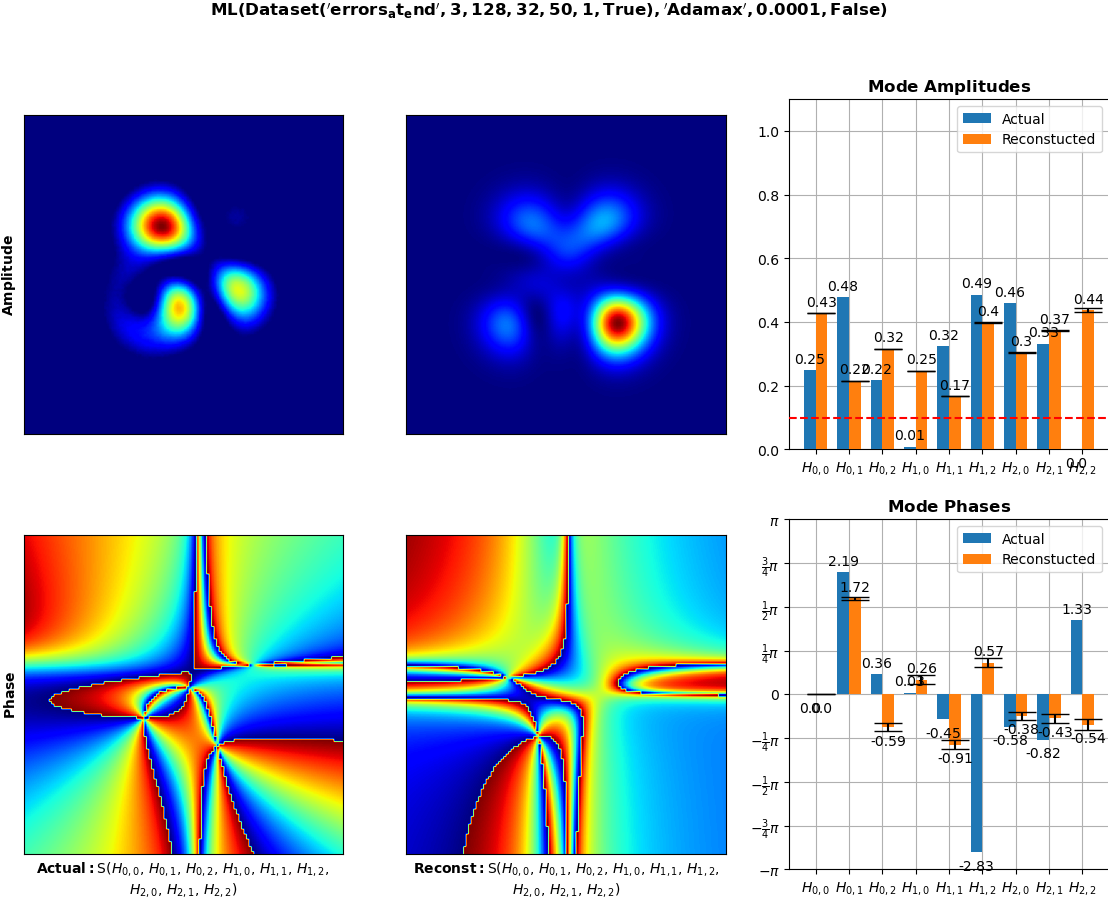 ML(Dataset('errors_at_end', 3, 128, 32, 50, 1, True), 'Adamax', 0.0001, False)
Amplitude
Mode Amplitudes
Actual
Reconstucted
1.0
0.8
0.6
0.4
0.2
0.0
0.25
0.43
0.48
0.22
0.22
0.32
0.01
0.25
0.32
0.17
0.49
0.4
0.46
0.3
0.33
0.37
0.0
0.44
H0,0 H0,1 H0,2 H1,0 H1,1 H1,2 H2,0 H2,1 H2,2
Phase
Actual: S(H0,0, H0,1, H0,2, H1,0, H1,1, H1,2,
H2,0, H2,1, H2,2)
Reconst: S(H0,0, H0,1, H0,2, H1,0, H1,1, H1,2,
H2,0, H2,1, H2,2)
Mode Phases
Actual
Reconstucted
π
3/4π
1/2π
1/4π
0
−1/4π
−1/2π
−3/4π
−π
0.0
0.0
2.19
1.72
0.36
-0.59
0.26
-0.45
-0.91
-2.83
0.57
-0.58
-0.38
-0.82
-0.43
1.33
-0.54
H0,0 H0,1 H0,2 H1,0 H1,1 H1,2 H2,0 H2,1 H2,2